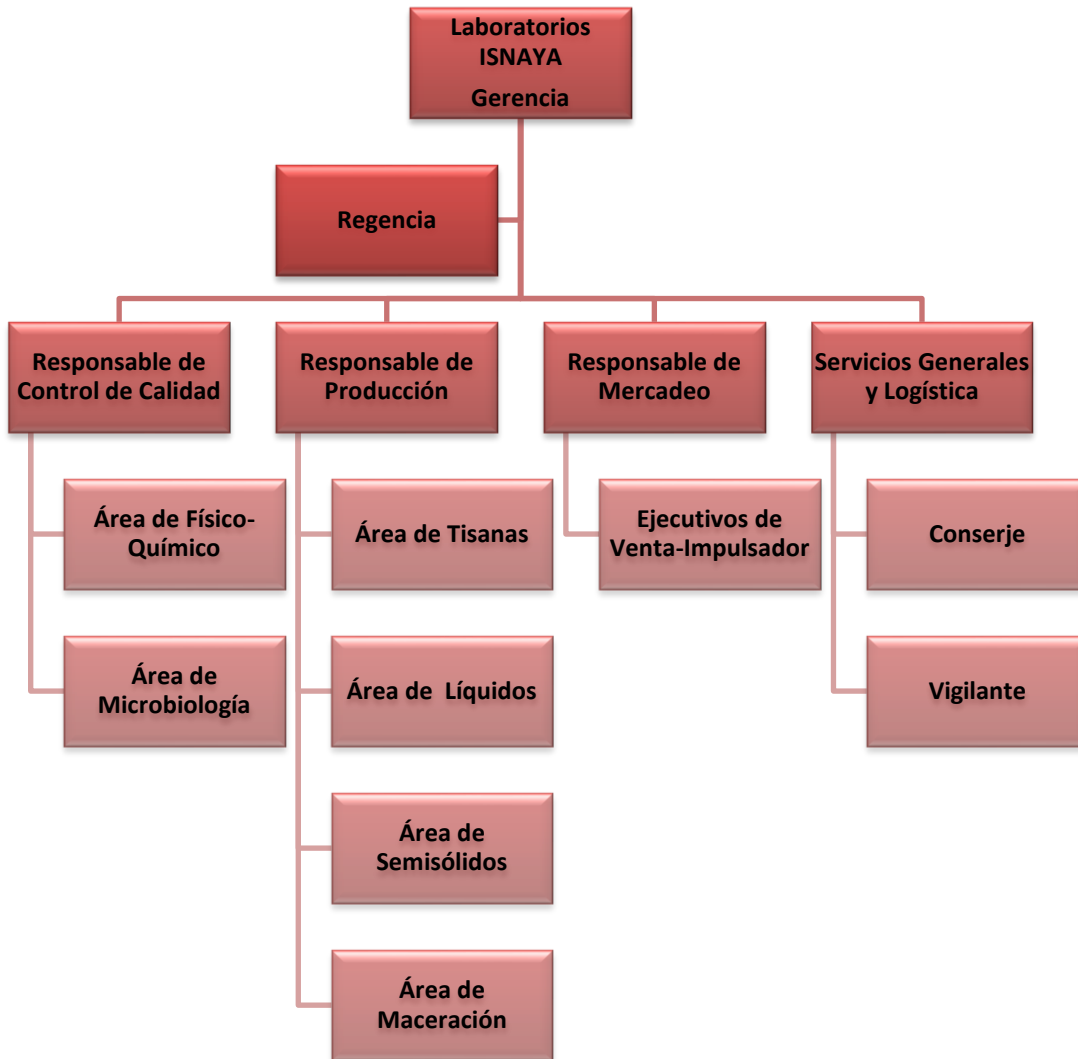 Laboratorios
ISNAYA
Gerencia
Regencia
Responsable de
Control de Calidad
Responsable de
Producción
Responsable de
Mercadeo
Servicios Generales
y Logística
Área de Físico-
Químico
Área de Tisanas
Ejecutivos de
Venta-Impulsador
Conserje
Área de
Microbiología
Área de  Líquidos
Vigilante
Área de
Semisólidos
Área de
Maceración